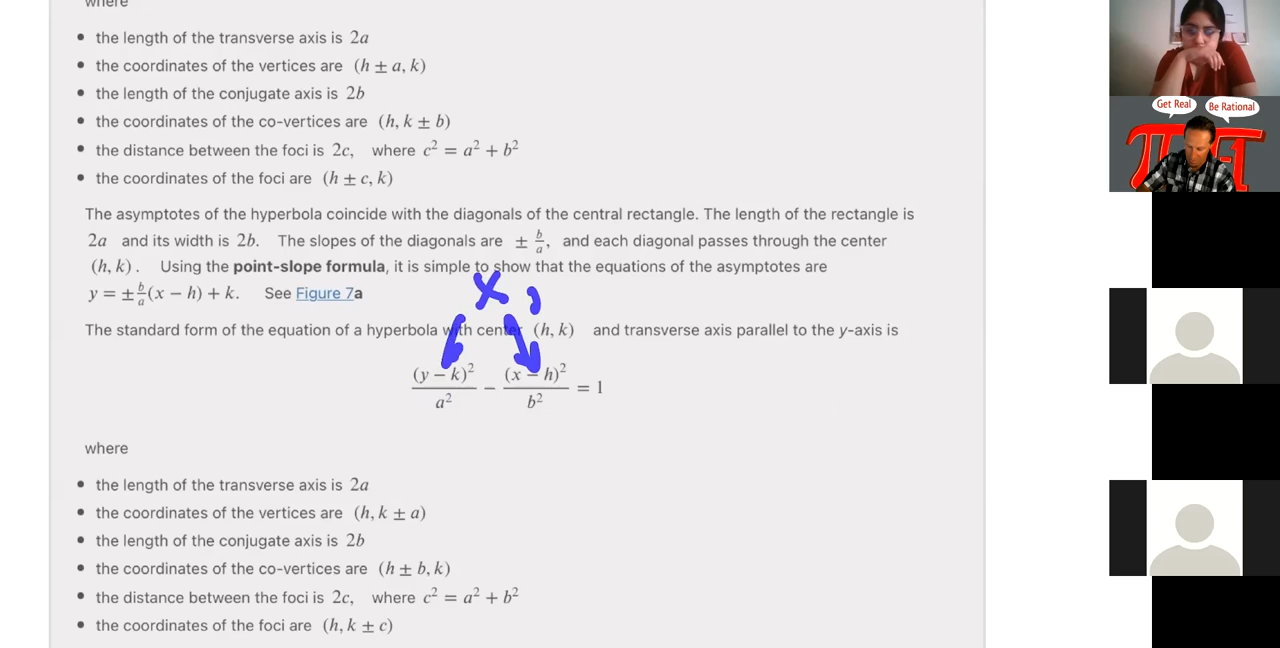 where
• the length of the transverse axis is 2a
• the coordinates of the vertices are (h ± a, k)
• the length of the conjugate axis is 2b
• the coordinates of the co-vertices are (h, k ± b)
• the distance between the foci is 2c, where c² = a² + b²
• the coordinates of the foci are (h ± c, k)
The asymptotes of the hyperbola coincide with the diagonals of the central rectangle. The length of the rectangle is
2a and its width is 2b. The slopes of the diagonals are ± b/a, and each diagonal passes through the center
(h, k). Using the point-slope formula, it is simple to show that the equations of the asymptotes are
y = ± b/a (x − h) + k. See Figure 7a
x ,
The standard form of the equation of a hyperbola with center (h, k) and transverse axis parallel to the y-axis is
(y − k)²/a² − (x − h)²/b² = 1
where
• the length of the transverse axis is 2a
• the coordinates of the vertices are (h, k ± a)
• the length of the conjugate axis is 2b
• the coordinates of the co-vertices are (h ± b, k)
• the distance between the foci is 2c, where c² = a² + b²
• the coordinates of the foci are (h, k ± c)
Get Real
Be Rational